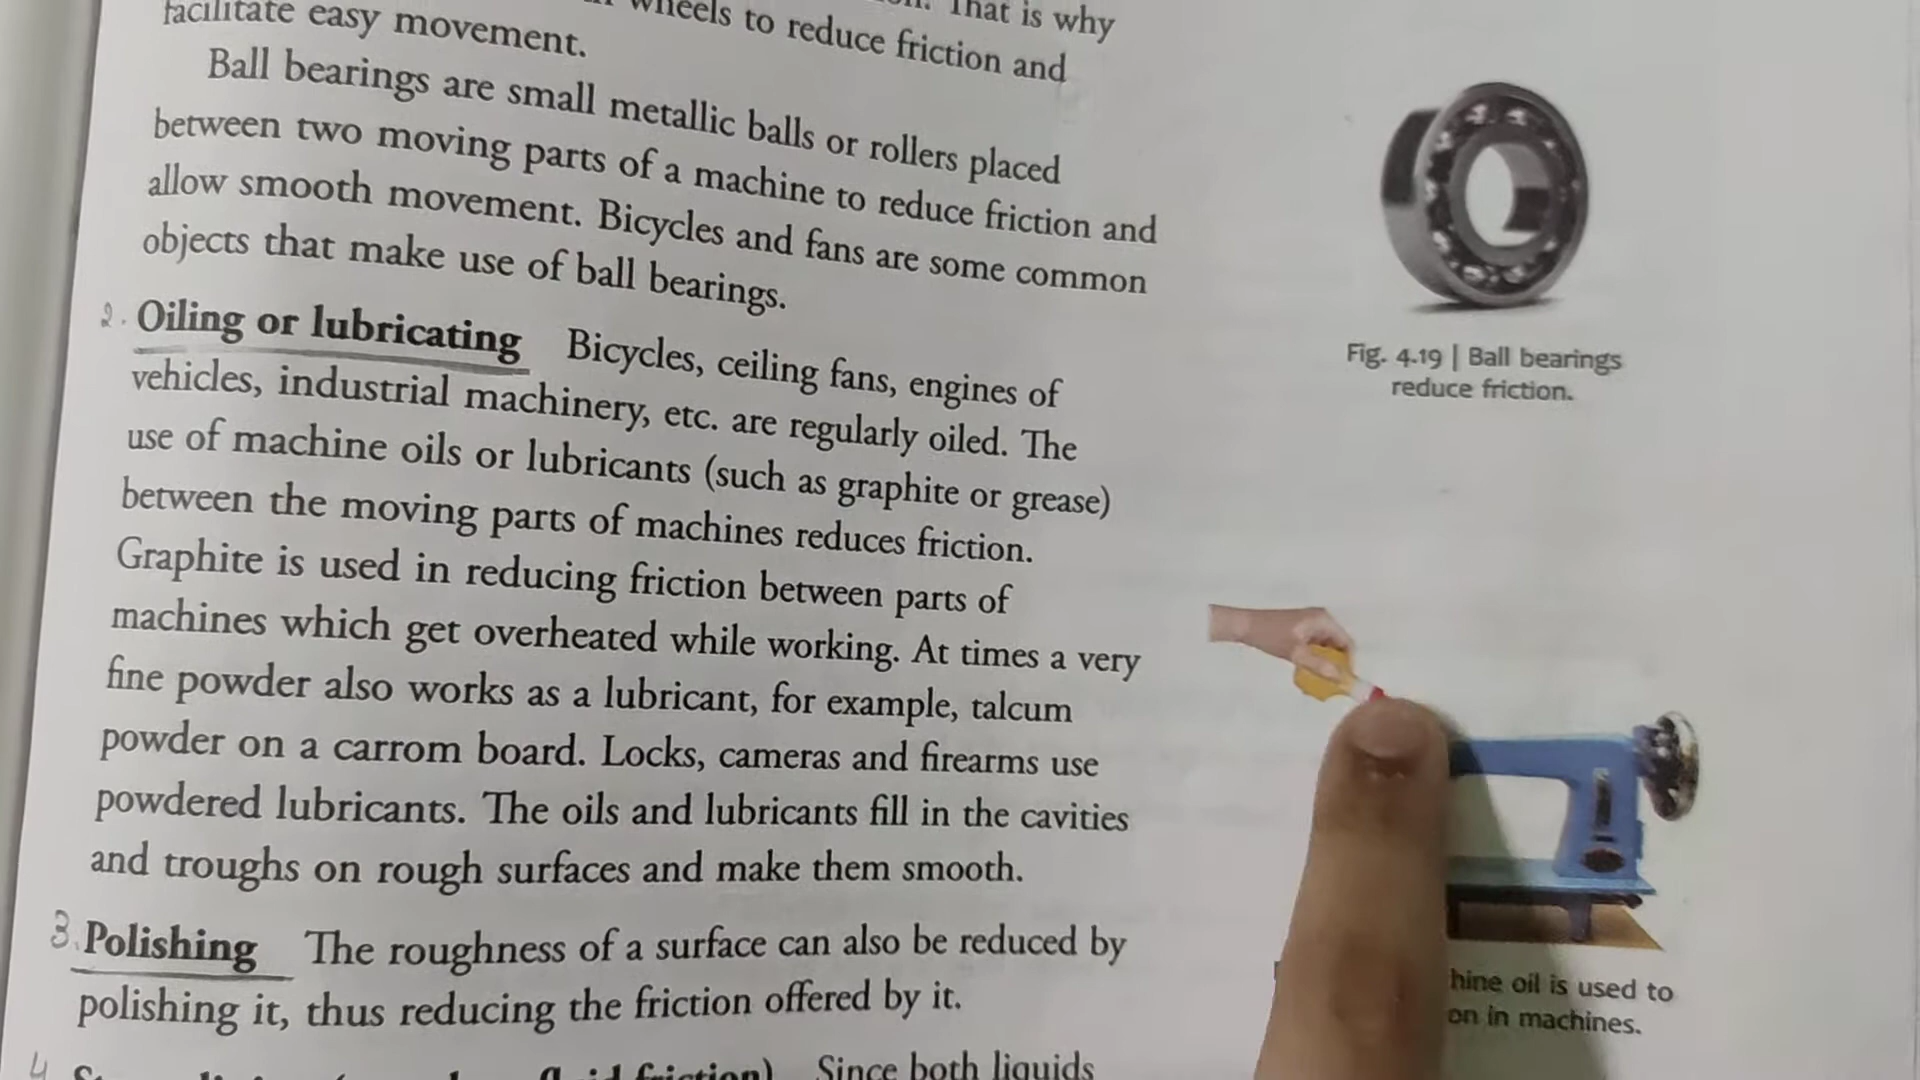 That is why
wheels to reduce friction and
facilitate easy movement.
Ball bearings are small metallic balls or rollers placed
between two moving parts of a machine to reduce friction and
allow smooth movement. Bicycles and fans are some common
objects that make use of ball bearings.
2. Oiling or lubricating Bicycles, ceiling fans, engines of
vehicles, industrial machinery, etc. are regularly oiled. The
use of machine oils or lubricants (such as graphite or grease)
between the moving parts of machines reduces friction.
Graphite is used in reducing friction between parts of
machines which get overheated while working. At times a very
fine powder also works as a lubricant, for example, talcum
powder on a carrom board. Locks, cameras and firearms use
powdered lubricants. The oils and lubricants fill in the cavities
and troughs on rough surfaces and make them smooth.
3. Polishing The roughness of a surface can also be reduced by
polishing it, thus reducing the friction offered by it.
4 friction) Since both liquids
Fig. 4.19 | Ball bearings
reduce friction.
hine oil is used to
on in machines.